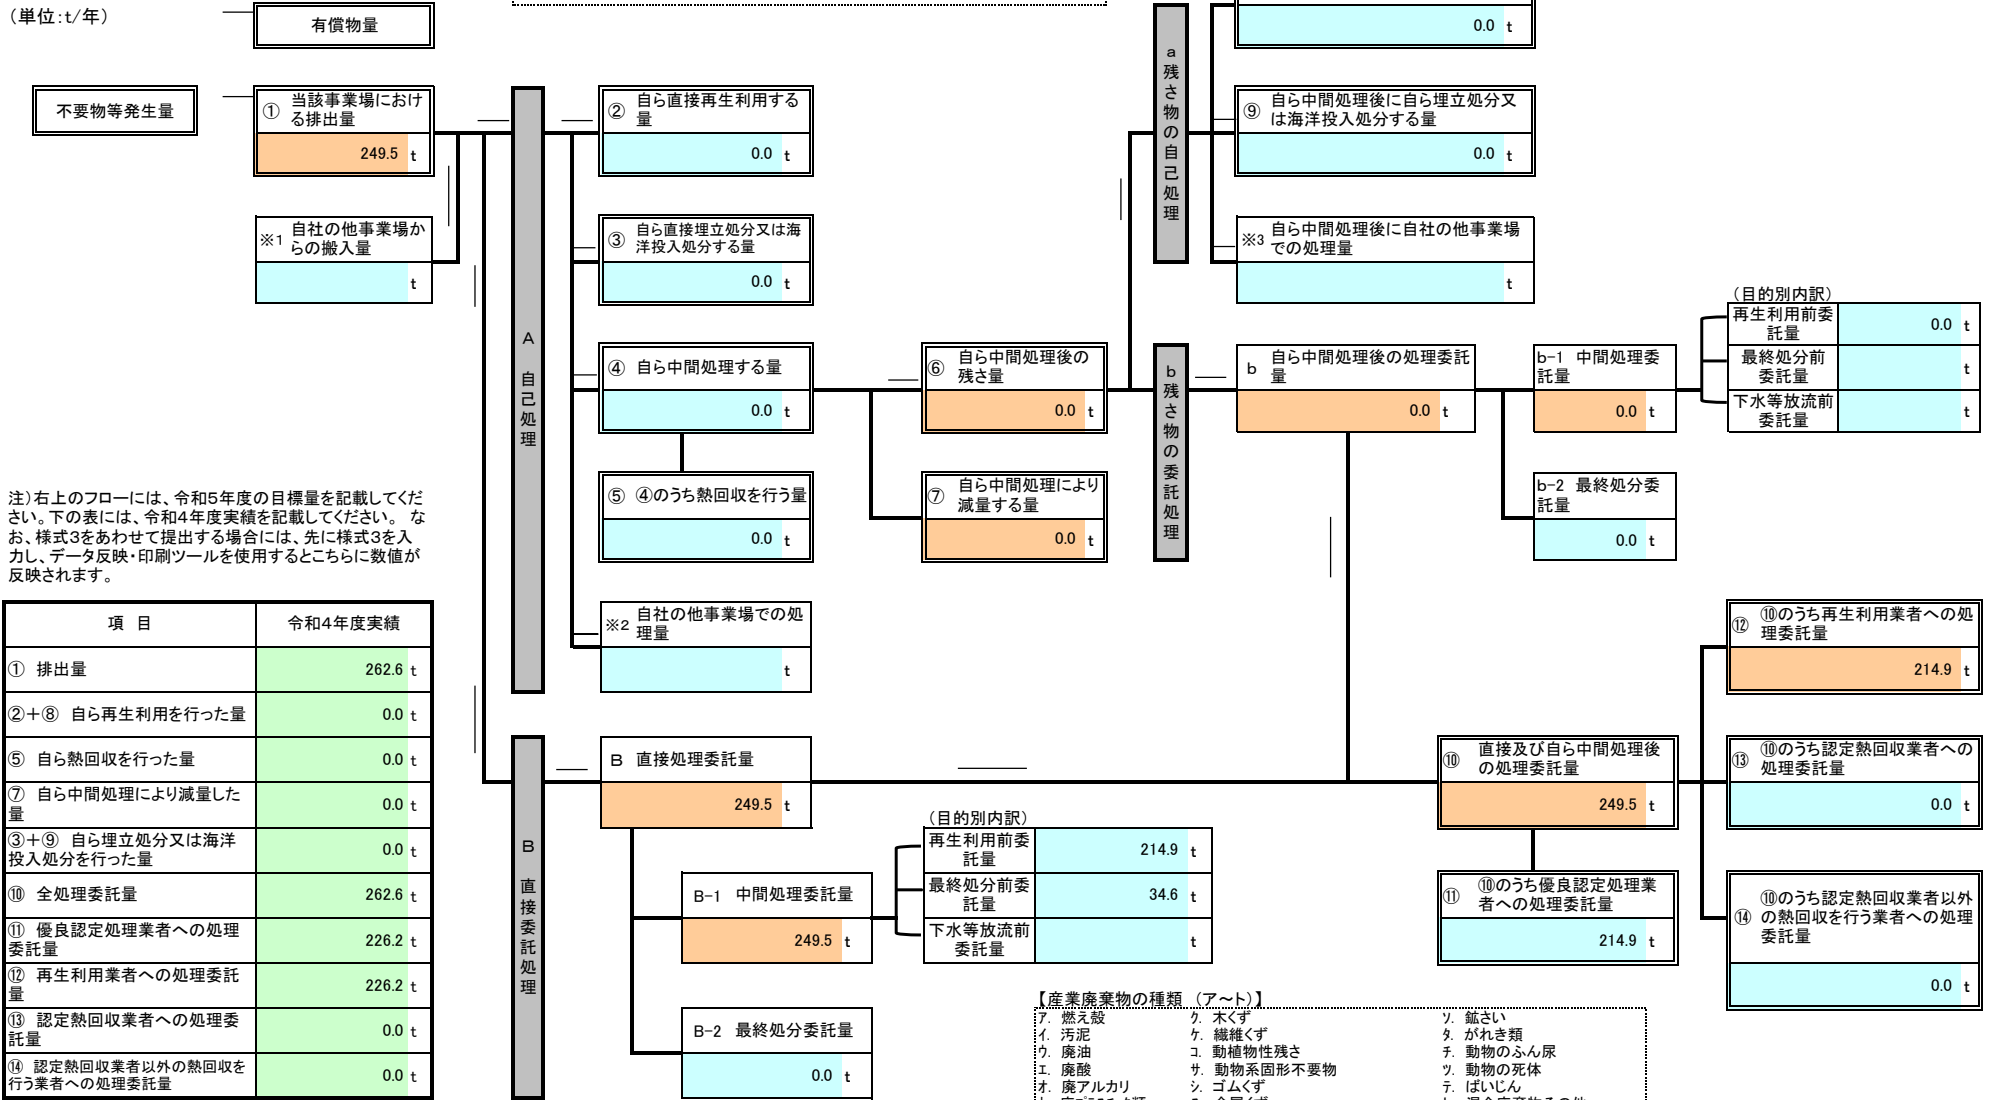 (単位:t/年)
有償物量
0.0 t
不要物等発生量
① 当該事業場におけ
る排出量
249.5 t
※1 自社の他事業場か
らの搬入量
t
A 自己処理
② 自ら直接再生利用する
量
0.0 t
③ 自ら直接埋立処分又は海
洋投入処分する量
0.0 t
④ 自ら中間処理する量
0.0 t
⑤ ④のうち熱回収を行う量
0.0 t
※2 自社の他事業場での処
理量
t
⑥ 自ら中間処理後の
残さ量
0.0 t
⑦ 自ら中間処理により
減量する量
0.0 t
a 残さ物の自己処理
⑨ 自ら中間処理後に自ら埋立処分又
は海洋投入処分する量
0.0 t
※3 自ら中間処理後に自社の他事業場
での処理量
t
b 残さ物の委託処理
b 自ら中間処理後の処理委託
量
0.0 t
b-1 中間処理委
託量
0.0 t
b-2 最終処分委
託量
0.0 t
(目的別内訳)
再生利用前委
託量
0.0 t
最終処分前
委託量
t
下水等放流前
委託量
t
注)右上のフローには、令和5年度の目標量を記載してくだ
さい。下の表には、令和4年度実績を記載してください。 な
お、様式3をあわせて提出する場合には、先に様式3を入
力し、データ反映・印刷ツールを使用するとこちらに数値が
反映されます。
項 目 令和4年度実績
① 排出量 262.6 t
②+⑧ 自ら再生利用を行った量 0.0 t
⑤ 自ら熱回収を行った量 0.0 t
⑦ 自ら中間処理により減量した
量 0.0 t
③+⑨ 自ら埋立処分又は海洋
投入処分を行った量 0.0 t
⑩ 全処理委託量 262.6 t
⑪ 優良認定処理業者への処理
委託量 226.2 t
⑫ 再生利用業者への処理委託
量 226.2 t
⑬ 認定熱回収業者への処理委
託量 0.0 t
⑭ 認定熱回収業者以外の熱回収を
行う業者への処理委託量 0.0 t
B 直接委託処理
B 直接処理委託量
249.5 t
B-1 中間処理委託量
249.5 t
B-2 最終処分委託量
0.0 t
(目的別内訳)
再生利用前委
託量
214.9 t
最終処分前委
託量
34.6 t
下水等放流前
委託量
t
⑩ 直接及び自ら中間処理後
の処理委託量
249.5 t
⑪ ⑩のうち優良認定処理業
者への処理委託量
214.9 t
⑫ ⑩のうち再生利用業者への処
理委託量
214.9 t
⑬ ⑩のうち認定熱回収業者への
処理委託量
0.0 t
⑭ ⑩のうち認定熱回収業者以外
の熱回収を行う業者への処理
委託量
0.0 t
【産業廃棄物の種類 (ア~ト)】
ア. 燃え殻 ク. 木くず ソ. 鉱さい
イ. 汚泥 ケ. 繊維くず タ. がれき類
ウ. 廃油 コ. 動植物性残さ チ. 動物のふん尿
エ. 廃酸 サ. 動物系固形不要物 ツ. 動物の死体
オ. 廃アルカリ シ. ゴムくず テ. ばいじん